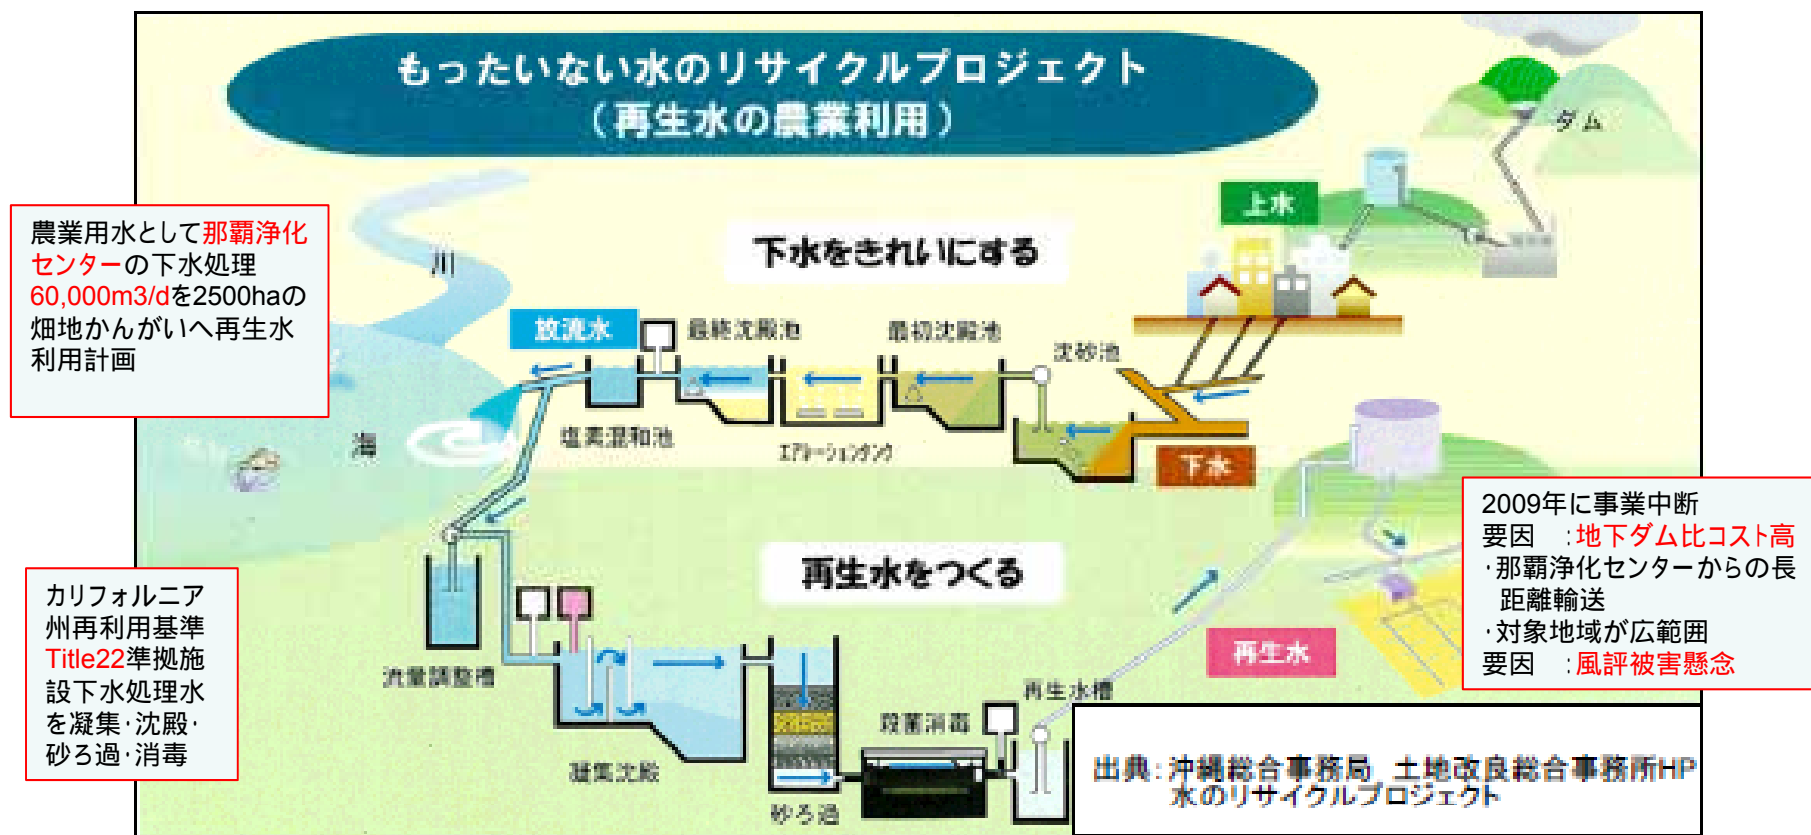 もったいない水のリサイクルプロジェクト
(再生水の農業利用)
ダム
上水
農業用水として那覇浄化
センターの下水処理
60,000m3/dを2500haの
畑地かんがいへ再生水
利用計画
川
下水をきれいにする
放流水
最終沈殿池
最初沈殿池
沈砂池
海
塩素混和池
エアレーションタンク
下水
2009年に事業中断
要因 :地下ダム比コスト高
・那覇浄化センターからの長
距離輸送
・対象地域が広範囲
要因 :風評被害懸念
再生水をつくる
カリフォルニア
州再利用基準
Title22準拠施
設下水処理水
を凝集・沈殿・
砂ろ過・消毒
流量調整槽
再生水
再生水槽
殺菌消毒
凝集沈殿
砂ろ過
出典:沖縄総合事務局 土地改良総合事務所HP
水のリサイクルプロジェクト